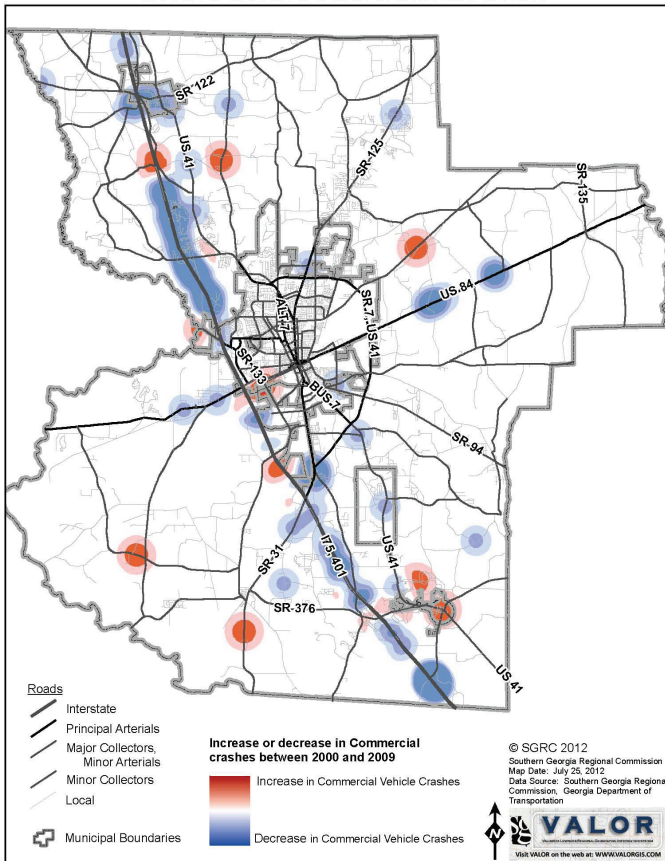 SR-122
US-41
SR-125
SR-135
US-84
ALT-7
SR-7, US-41
SR-133
BUS-7
SR-94
SR-31
I75, 401
US-41
SR-376
US-41
Roads
Interstate
Principal Arterials
Major Collectors,
Minor Arterials
Minor Collectors
Local
Municipal Boundaries
Increase or decrease in Commercial
crashes between 2000 and 2009
Increase in Commercial Vehicle Crashes
Decrease in Commercial Vehicle Crashes
© SGRC 2012
Southern Georgia Regional Commission
Map Date: July 25, 2012
Data Source: Southern Georgia Regional
Commission, Georgia Department of
Transportation
N
VALOR
Visit VALOR on the web at: WWW.VALORGIS.COM